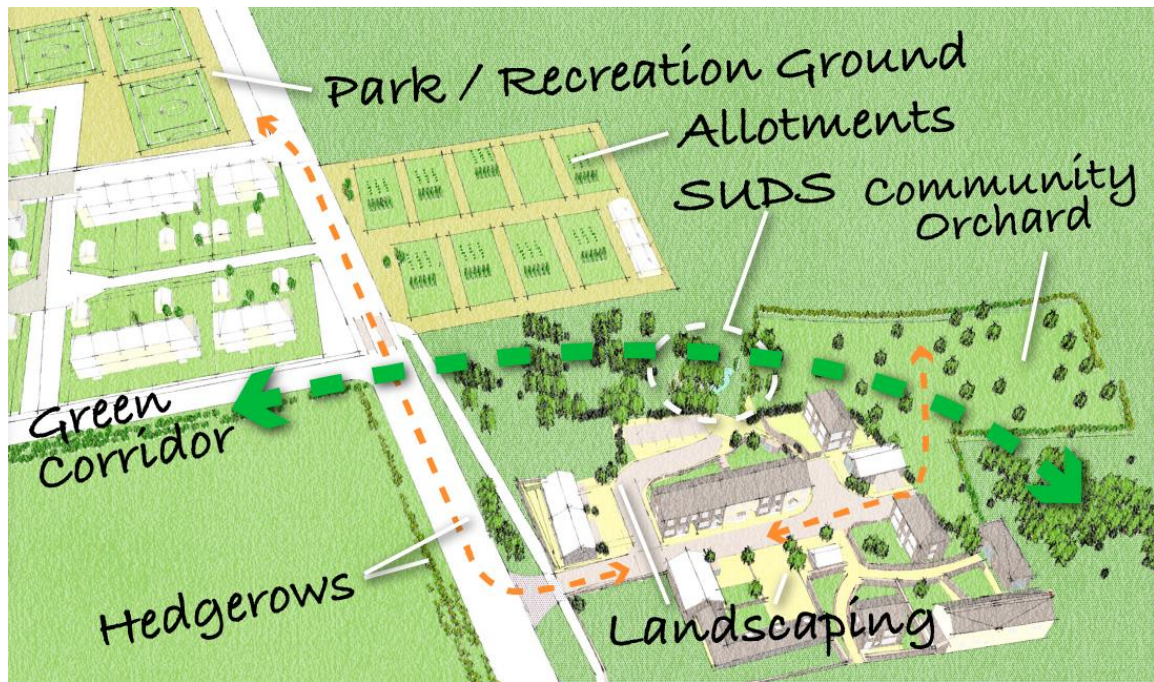 Park / Recreation Ground
Allotments
SUDS
Community
Orchard
Green
Corridor
Hedgerows
Landscaping